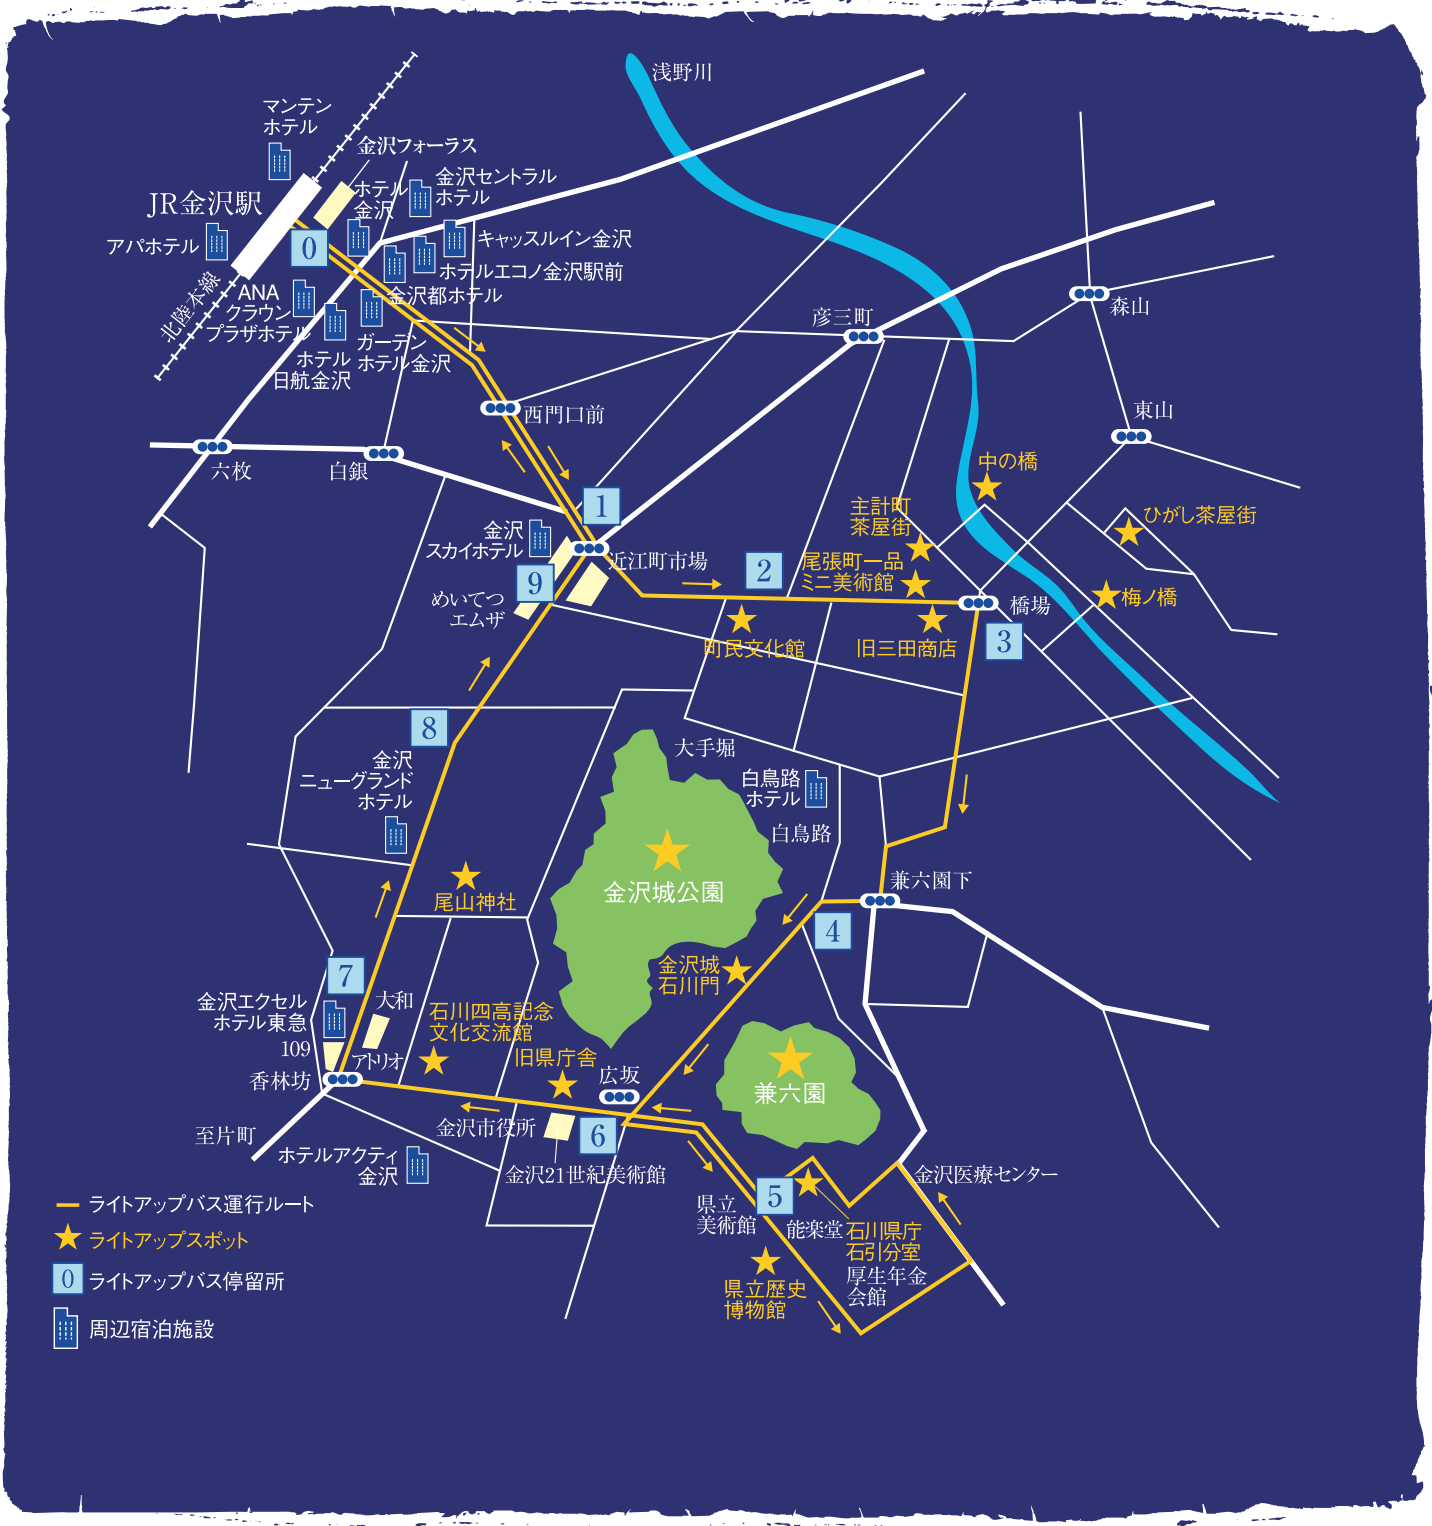 浅野川
マンテン
ホテル
金沢フォーラス
JR金沢駅
ホテル
金沢
金沢セントラル
ホテル
アパホテル
0
キャッスルイン金沢
ホテルエコノ金沢駅前
北陸本線
ANA
クラウン
プラザホテル
金沢都ホテル
ホテル
日航金沢
ガーデン
ホテル金沢
彦三町
森山
西門口前
東山
六枚
白銀
中の橋
1
主計町
茶屋街
ひがし茶屋街
金沢
スカイホテル
近江町市場
2
尾張町一品
ミニ美術館
9
めいてつ
エムザ
橋場
梅ノ橋
町民文化館
旧三田商店
3
8
大手堀
金沢
ニューグランド
ホテル
白鳥路
ホテル
白鳥路
金沢城公園
尾山神社
兼六園下
4
7
金沢城
石川門
金沢エクセル
ホテル東急
大和
石川四高記念
文化交流館
109
アトリオ
旧県庁舎
広坂
香林坊
兼六園
至片町
金沢市役所
6
ホテルアクティ
金沢
金沢21世紀美術館
金沢医療センター
5
県立
美術館
能楽堂
石川県庁
石引分室
厚生年金
会館
県立歴史
博物館
ライトアップバス運行ルート
ライトアップスポット
0
ライトアップバス停留所
周辺宿泊施設